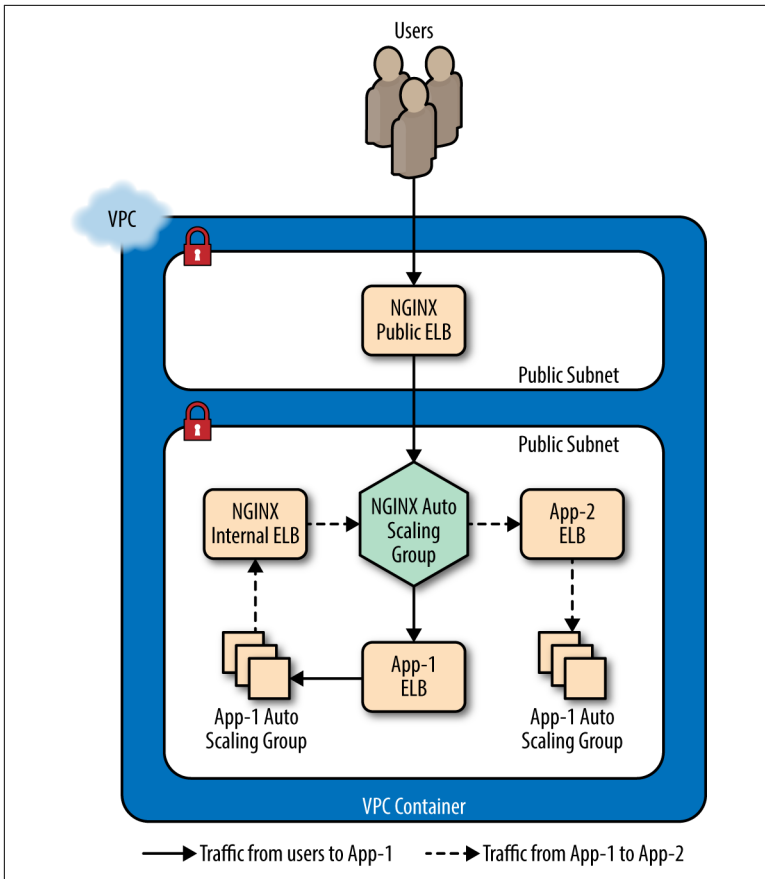 Users
VPC
NGINX
Public ELB
Public Subnet
Public Subnet
NGINX
Internal ELB
NGINX Auto
Scaling
Group
App-2
ELB
App-1
ELB
App-1 Auto
Scaling Group
App-1 Auto
Scaling Group
VPC Container
Traffic from users to App-1
Traffic from App-1 to App-2